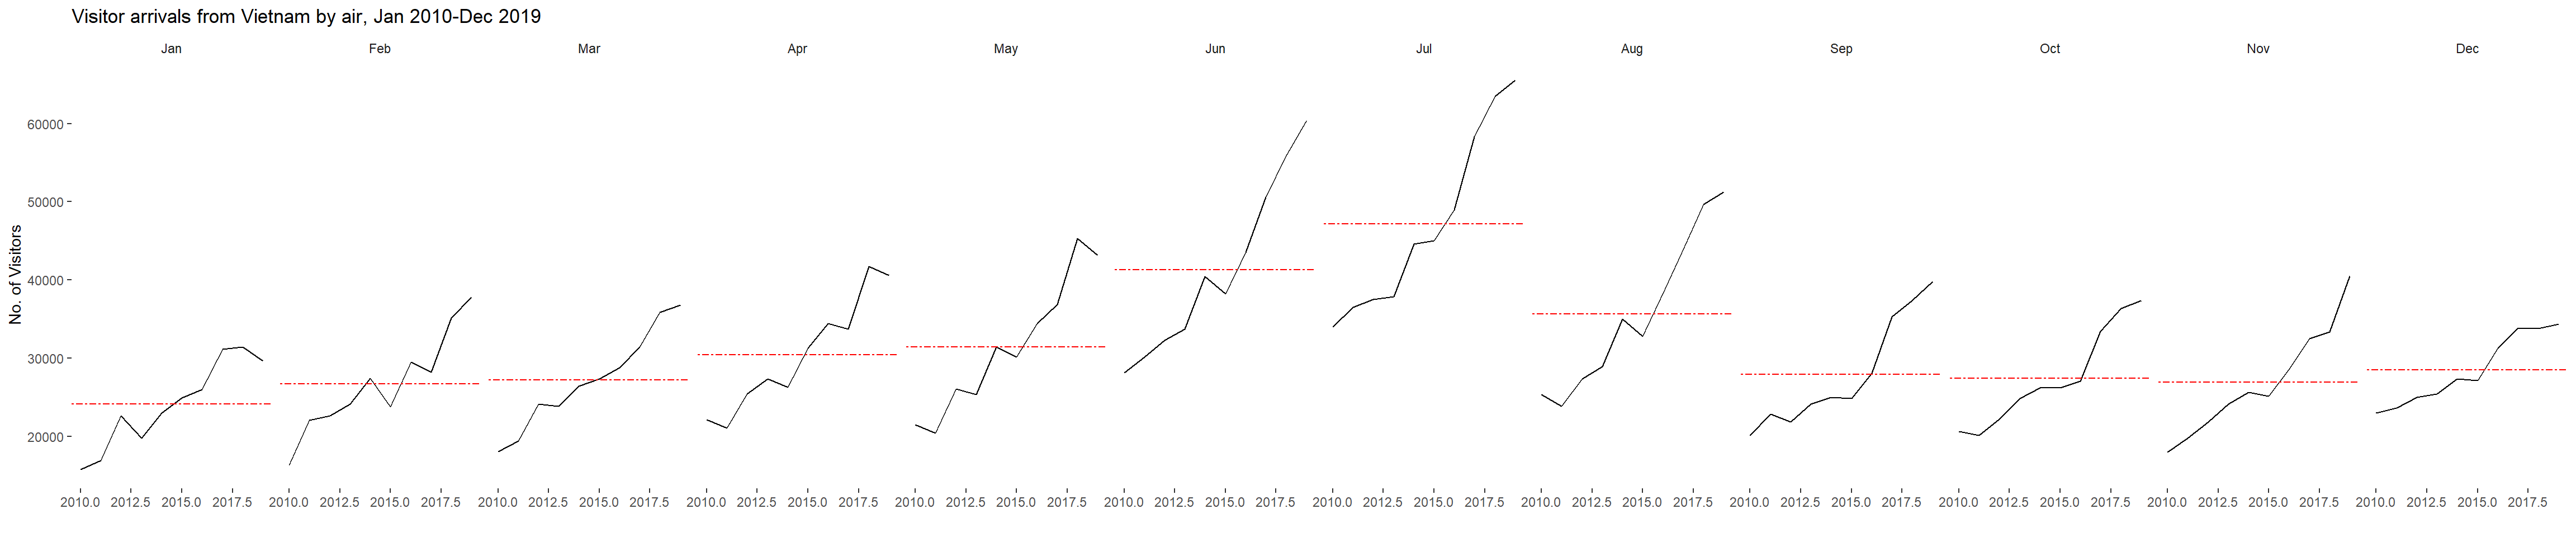 Visitor arrivals from Vietnam by air, Jan 2010-Dec 2019
Jan Feb Mar Apr May Jun Jul Aug Sep Oct Nov Dec
No. of Visitors
60000
50000
40000
30000
20000
2010.0 2012.5 2015.0 2017.5 2010.0 2012.5 2015.0 2017.5 2010.0 2012.5 2015.0 2017.5 2010.0 2012.5 2015.0 2017.5 2010.0 2012.5 2015.0 2017.5 2010.0 2012.5 2015.0 2017.5 2010.0 2012.5 2015.0 2017.5 2010.0 2012.5 2015.0 2017.5 2010.0 2012.5 2015.0 2017.5 2010.0 2012.5 2015.0 2017.5 2010.0 2012.5 2015.0 2017.5 2010.0 2012.5 2015.0 2017.5